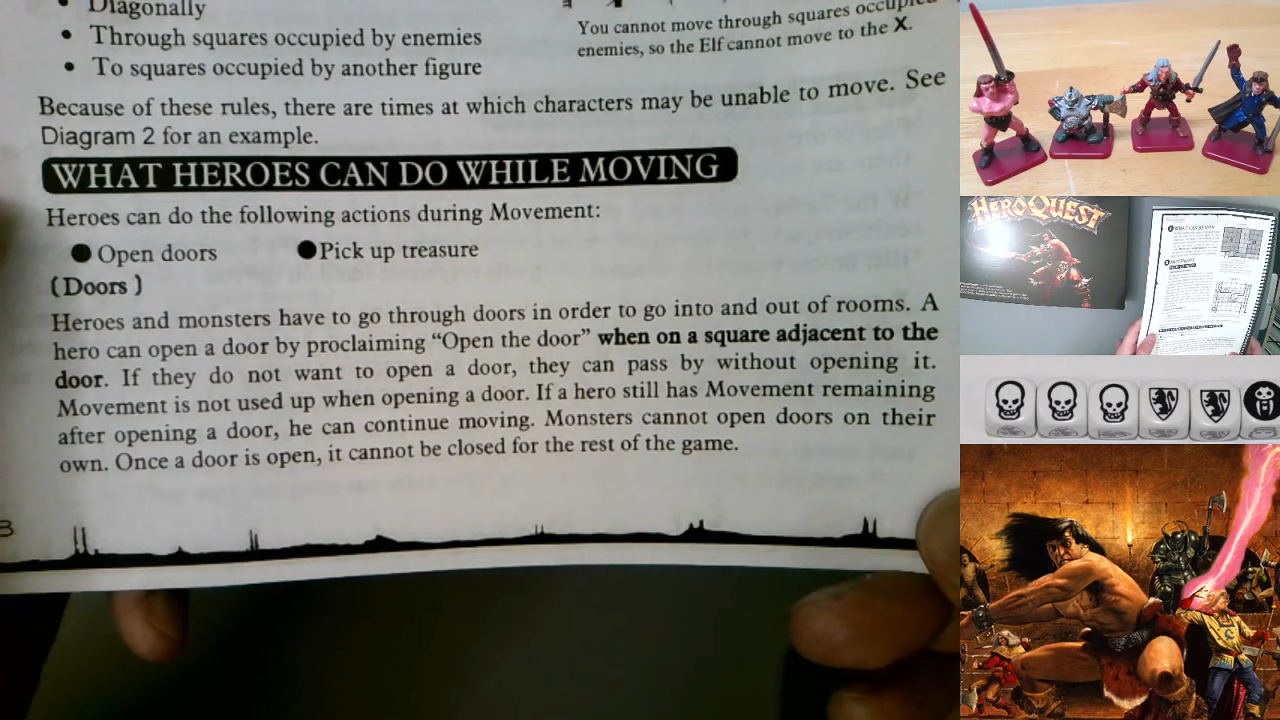 Diagonally
• Through squares occupied by enemies
• To squares occupied by another figure
You cannot move through squares occupied
enemies, so the Elf cannot move to the X.
Because of these rules, there are times at which characters may be unable to move. See
Diagram 2 for an example.
WHAT HEROES CAN DO WHILE MOVING
Heroes can do the following actions during Movement:
● Open doors ● Pick up treasure
(Doors)
Heroes and monsters have to go through doors in order to go into and out of rooms. A
hero can open a door by proclaiming “Open the door” when on a square adjacent to the
door. If they do not want to open a door, they can pass by without opening it.
Movement is not used up when opening a door. If a hero still has Movement remaining
after opening a door, he can continue moving. Monsters cannot open doors on their
own. Once a door is open, it cannot be closed for the rest of the game.
HEROQUEST